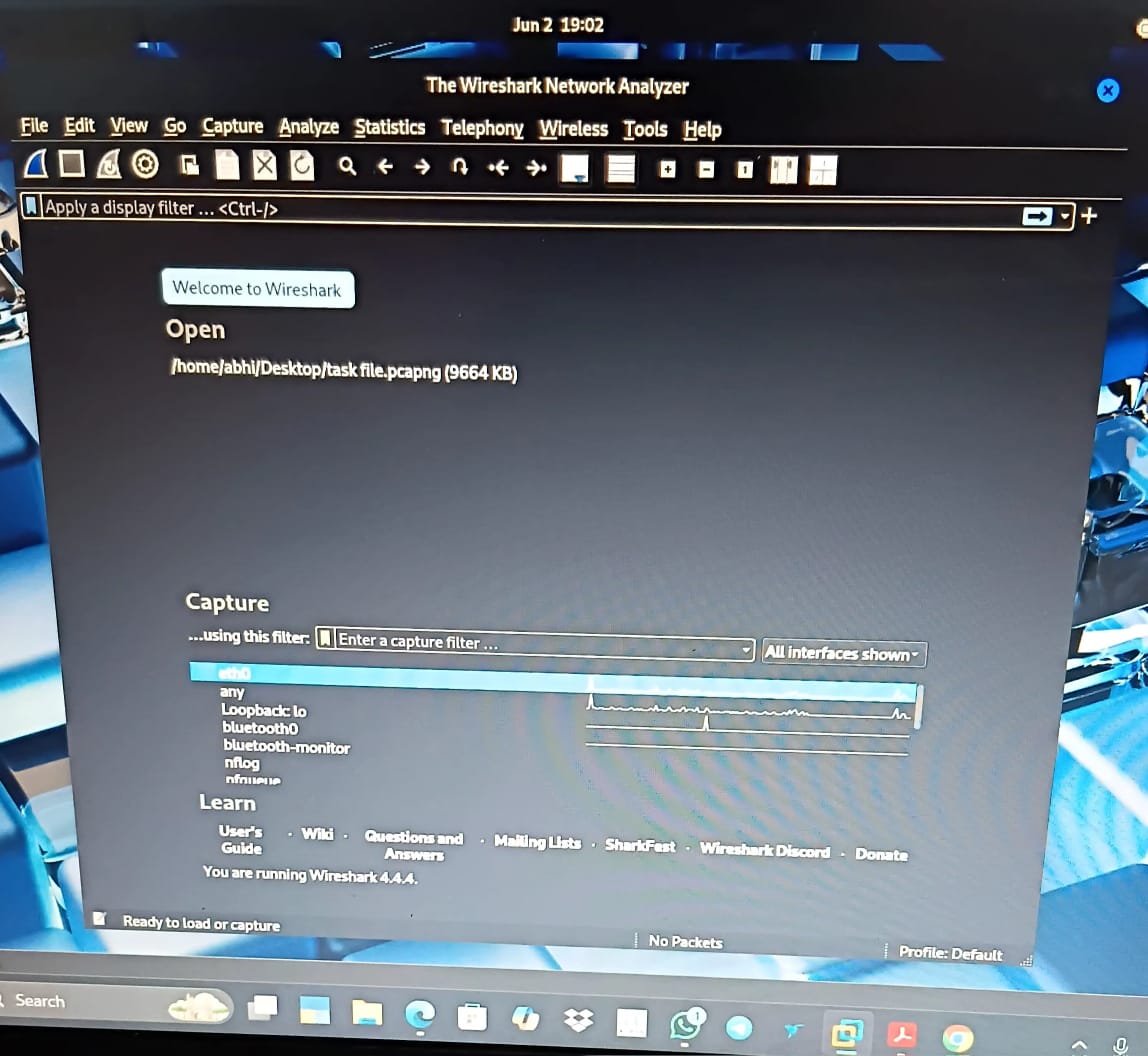 Jun 2 19:02
The Wireshark Network Analyzer
File Edit View Go Capture Analyze Statistics Telephony Wireless Tools Help
Apply a display filter ... <Ctrl-/>
Welcome to Wireshark
Open
/home/abhi/Desktop/task file.pcapng (9664 KB)
Capture
...using this filter: Enter a capture filter ... All interfaces shown
eth0
any
Loopback: lo
bluetooth0
bluetooth-monitor
nflog
nfqueue
Learn
User's Guide · Wiki · Questions and Answers · Mailing Lists · SharkFest · Wireshark Discord · Donate
You are running Wireshark 4.4.4.
Ready to load or capture No Packets Profile: Default
Search
1